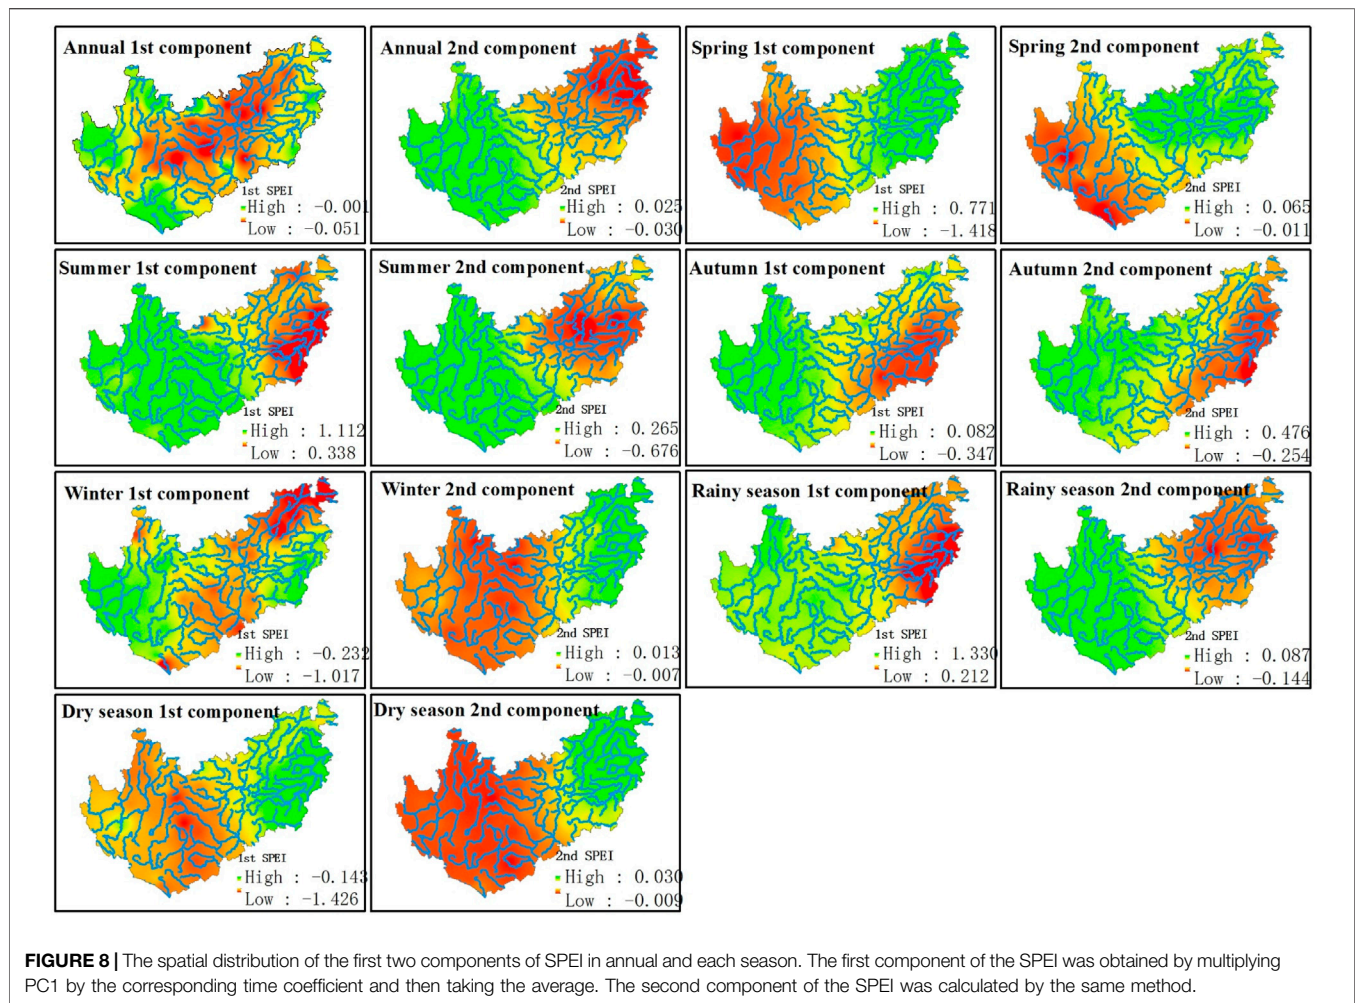 Annual 1st component
1st SPEI
High : -0.001
Low : -0.051
Annual 2nd component
2nd SPEI
High : 0.025
Low : -0.030
Spring 1st component
1st SPEI
High : 0.771
Low : -1.418
Spring 2nd component
2nd SPEI
High : 0.065
Low : -0.011
Summer 1st component
1st SPEI
High : 1.112
Low : 0.338
Summer 2nd component
2nd SPEI
High : 0.265
Low : -0.676
Autumn 1st component
1st SPEI
High : 0.082
Low : -0.347
Autumn 2nd component
2nd SPEI
High : 0.476
Low : -0.254
Winter 1st component
1st SPEI
High : -0.232
Low : -1.017
Winter 2nd component
2nd SPEI
High : 0.013
Low : -0.007
Rainy season 1st component
1st SPEI
High : 1.330
Low : 0.212
Rainy season 2nd component
2nd SPEI
High : 0.087
Low : -0.144
Dry season 1st component
1st SPEI
High : -0.143
Low : -1.426
Dry season 2nd component
2nd SPEI
High : 0.030
Low : -0.009
FIGURE 8 | The spatial distribution of the first two components of SPEI in annual and each season. The first component of the SPEI was obtained by multiplying
PC1 by the corresponding time coefficient and then taking the average. The second component of the SPEI was calculated by the same method.